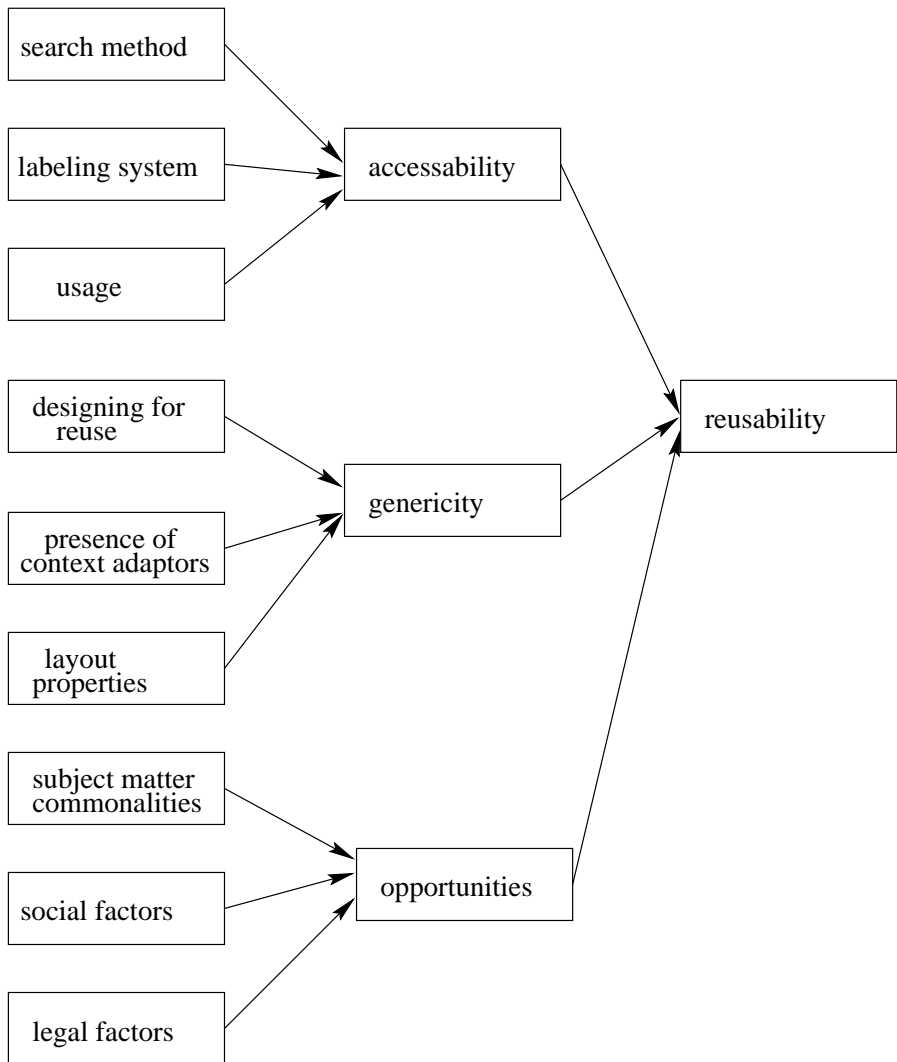 search method
labeling system
usage
accessability
designing for
reuse
presence of
context adaptors
layout
properties
genericity
subject matter
commonalities
social factors
legal factors
opportunities
reusability